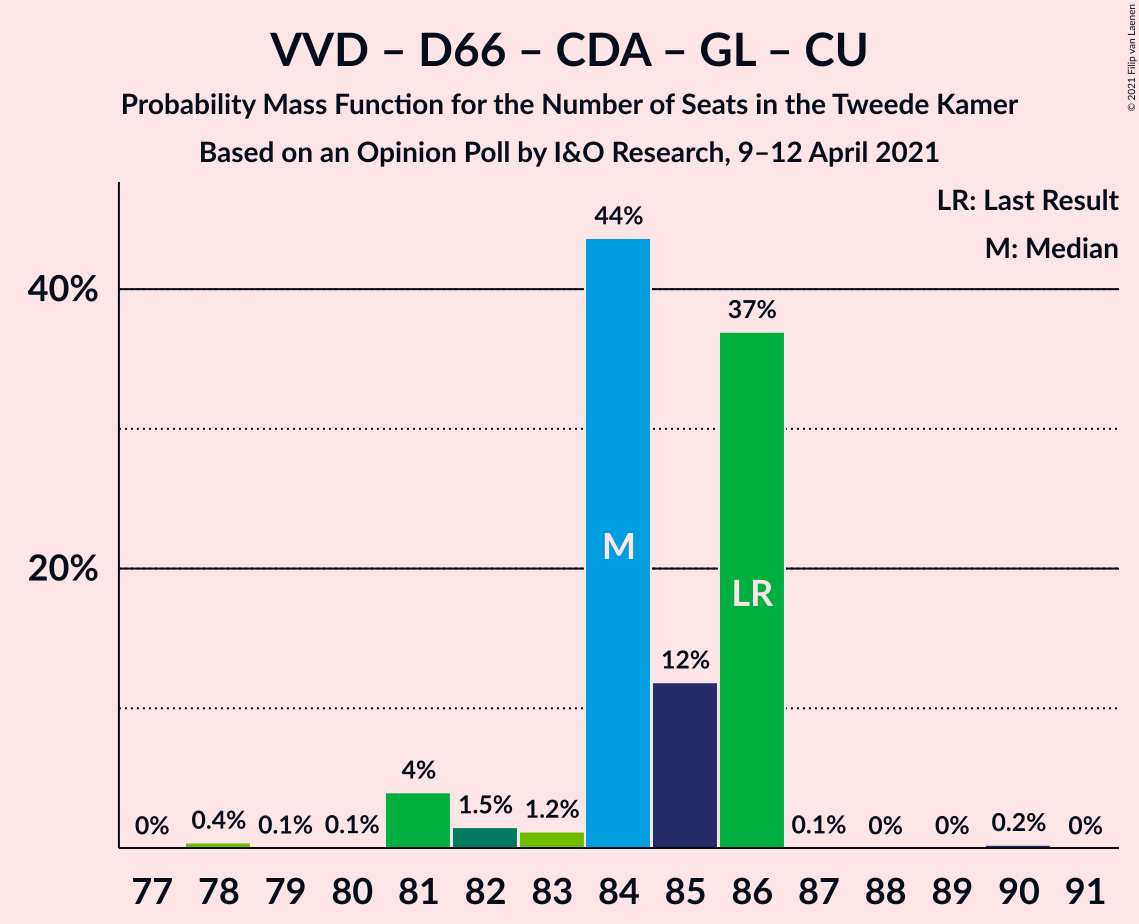 VVD – D66 – CDA – GL – CU
Probability Mass Function for the Number of Seats in the Tweede Kamer
Based on an Opinion Poll by I&O Research, 9–12 April 2021
© 2021 Filip van Laenen
LR: Last Result
M: Median
44%
40%
37%
M
20%
LR
12%
4%
0% 0.4% 0.1% 0.1% 1.5% 1.2% 0.1% 0% 0% 0.2% 0%
77 78 79 80 81 82 83 84 85 86 87 88 89 90 91